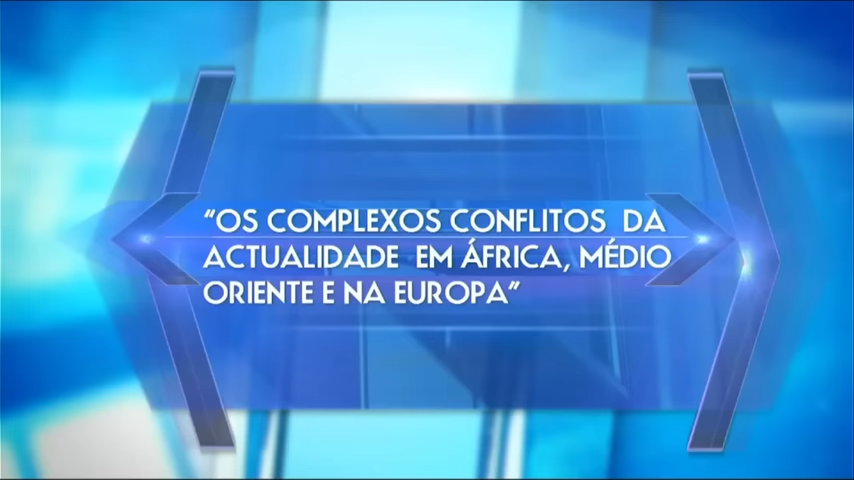 “OS COMPLEXOS CONFLITOS DA
ACTUALIDADE EM ÁFRICA, MÉDIO
ORIENTE E NA EUROPA”